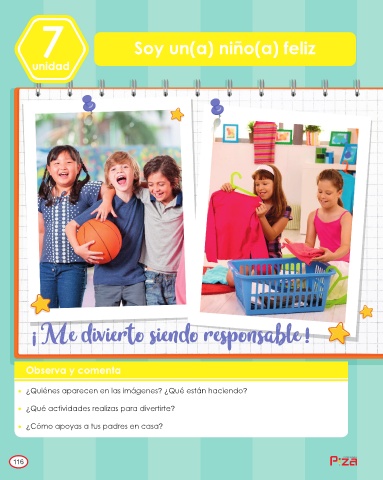 7
unidad
Soy un(a) niño(a) feliz
¡Me divierto siendo responsable!
Observa y comenta
• ¿Quiénes aparecen en las imágenes? ¿Qué están haciendo?
• ¿Qué actividades realizas para divertirte?
• ¿Cómo apoyas a tus padres en casa?
116
P:za